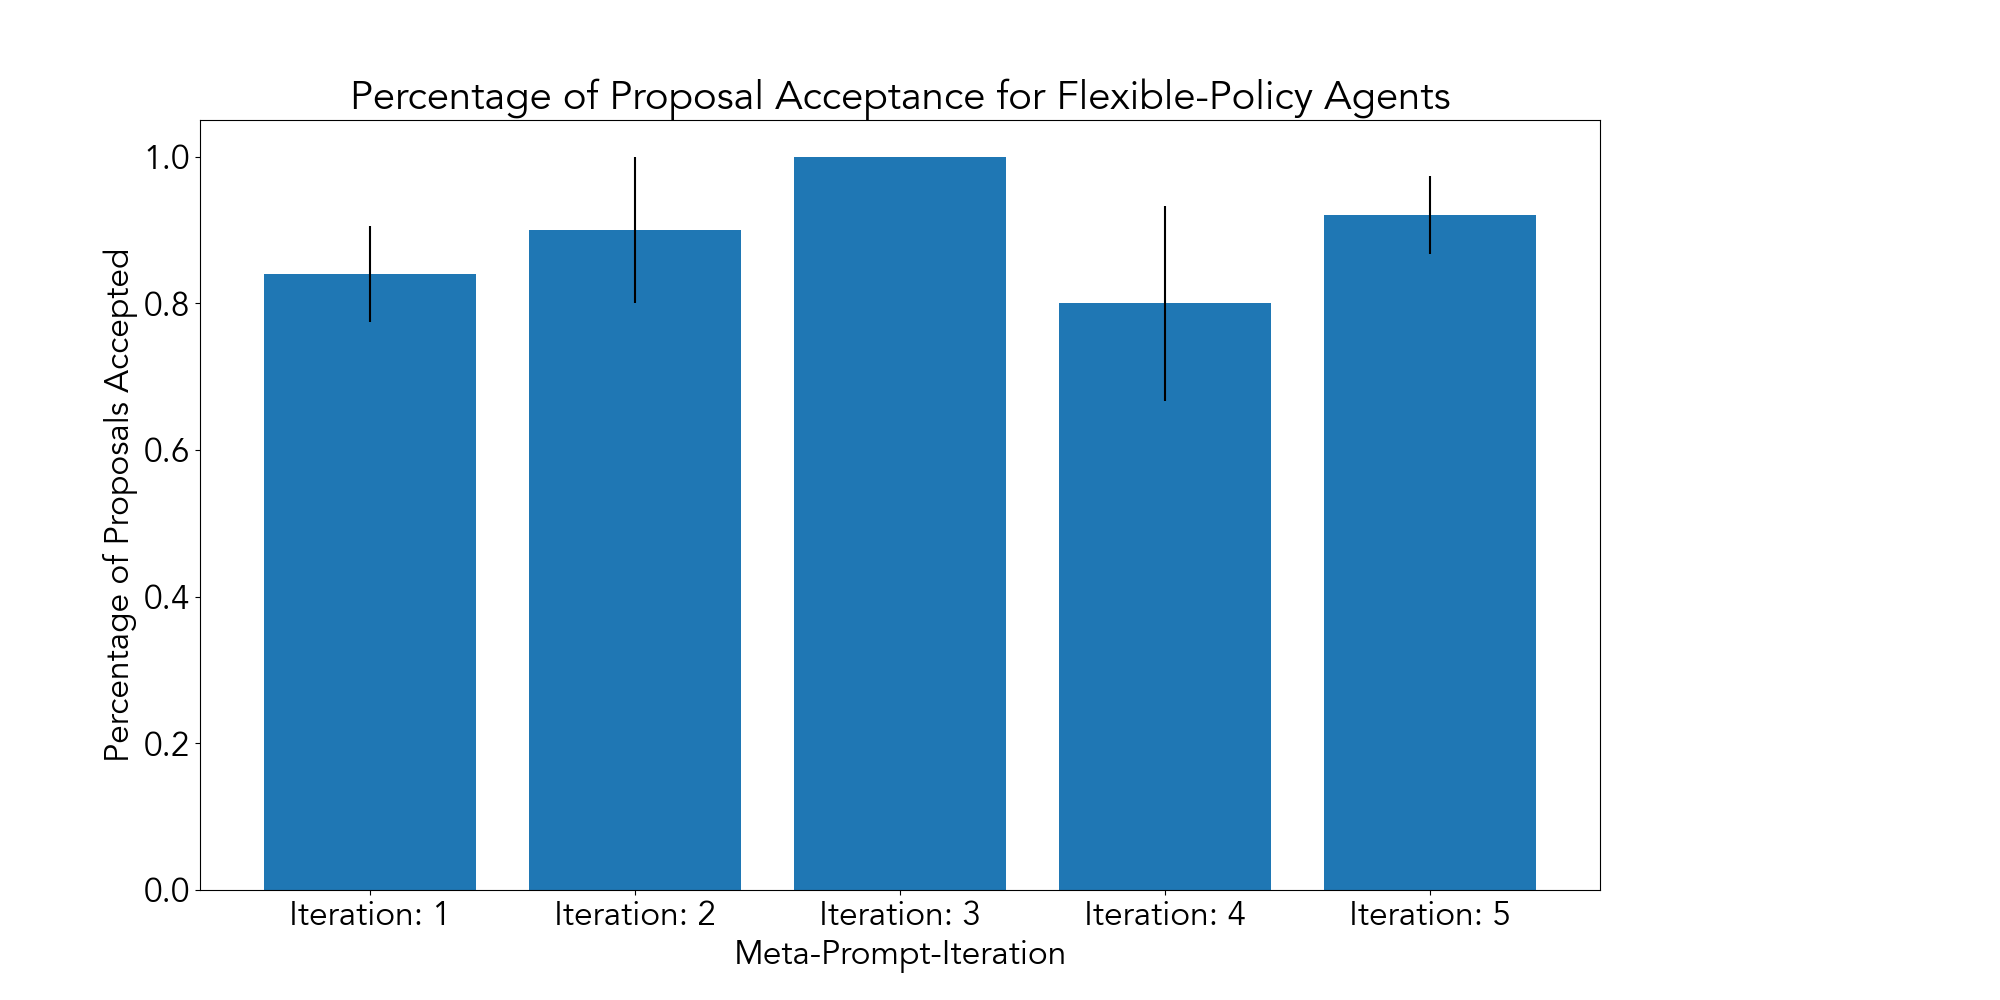 Percentage of Proposal Acceptance for Flexible-Policy Agents
Percentage of Proposals Accepted
1.0
0.8
0.6
0.4
0.2
0.0
Iteration: 1
Iteration: 2
Iteration: 3
Iteration: 4
Iteration: 5
Meta-Prompt-Iteration